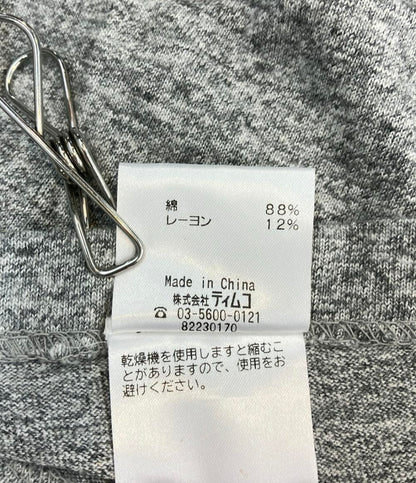 綿 88%
レーヨン 12%
Made in China
株式会社ティムコ
☎ 03-5600-0121
82230170
乾燥機を使用しますと縮むこ
とがありますので、使用をお
避けください。